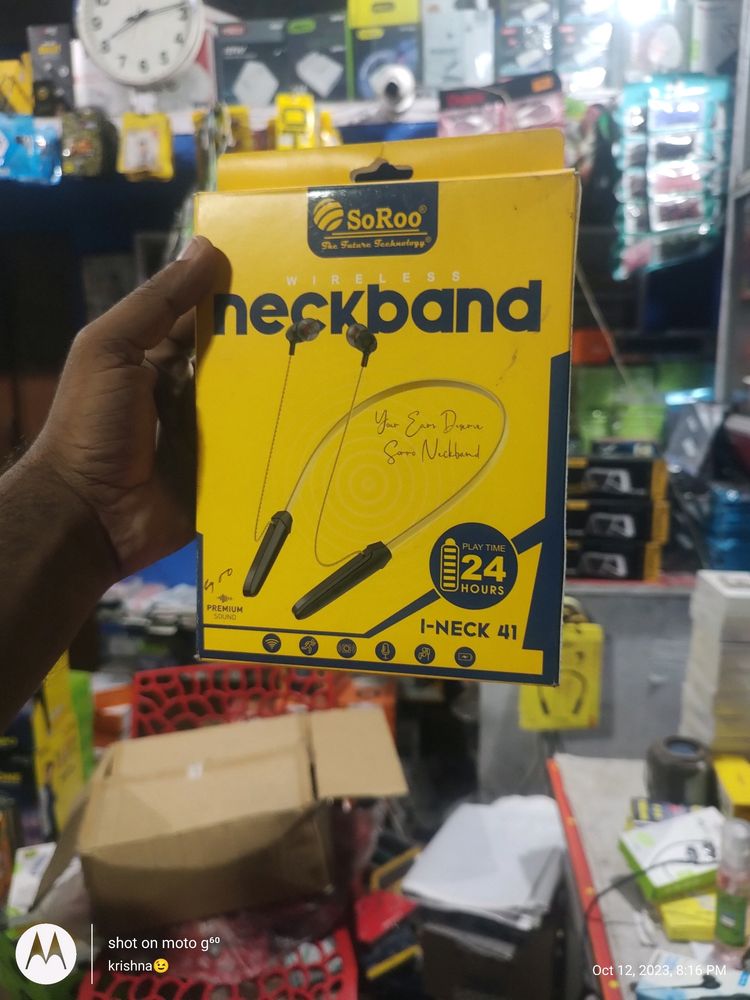 SoRoo®
The Future Technology®
WIRELESS
neckband
Your Ears Deserve
Soroo Neckband
PLAY TIME
24
HOURS
PREMIUM
SOUND
I-NECK 41
shot on moto g⁶⁰
krishna😉
Oct 12, 2023, 8:16 PM